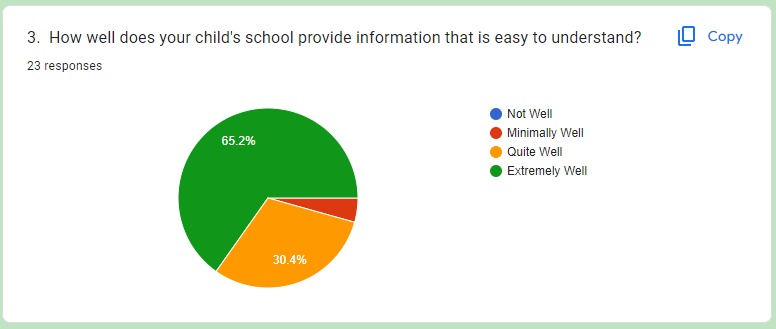 3. How well does your child's school provide information that is easy to understand?
Copy
23 responses
65.2%
30.4%
Not Well
Minimally Well
Quite Well
Extremely Well